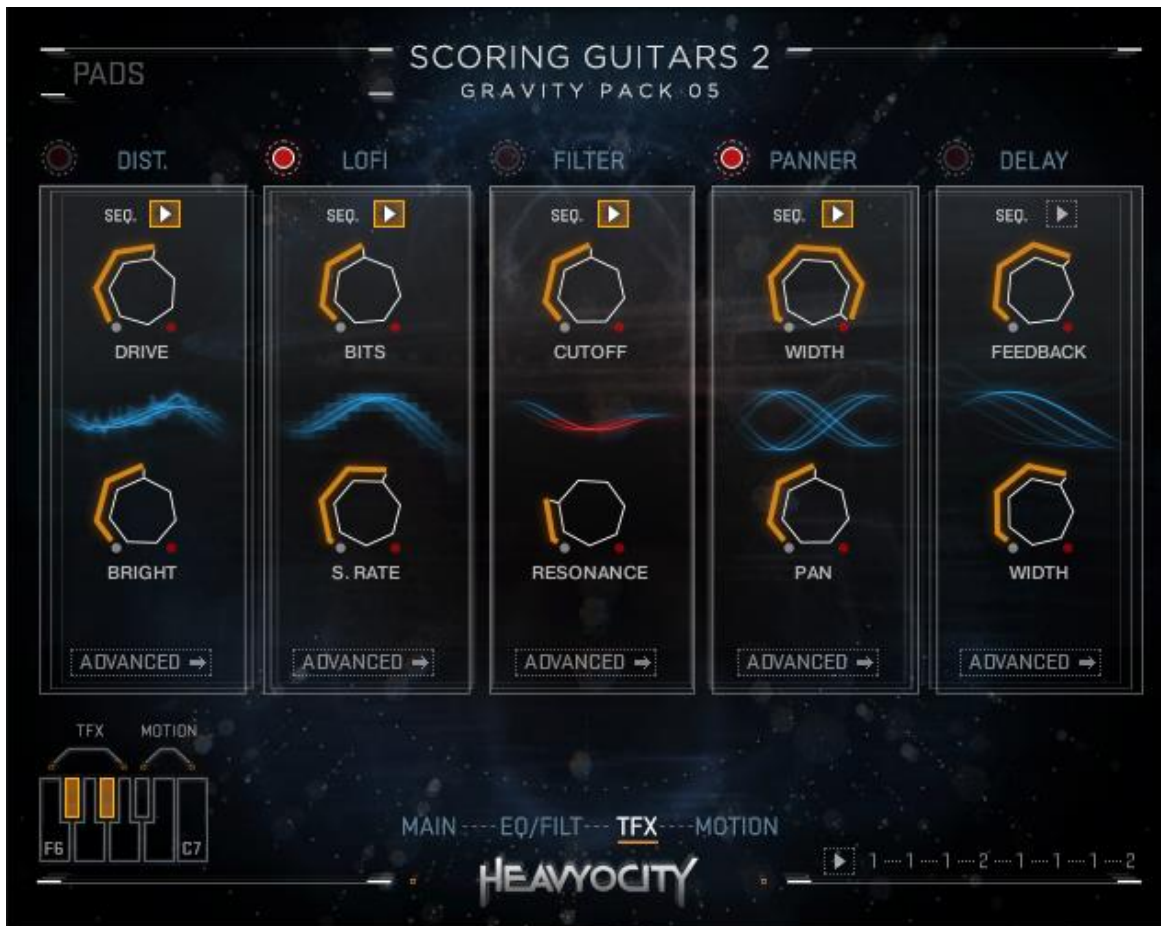 SCORING GUITARS 2
PADS
GRAVITY PACK 05
DIST. LOFI FILTER PANNER DELAY
SEQ. SEQ. SEQ. SEQ. SEQ.
DRIVE BITS CUTOFF WIDTH FEEDBACK
BRIGHT S. RATE RESONANCE PAN WIDTH
ADVANCED ADVANCED ADVANCED ADVANCED ADVANCED
TFX MOTION
MAIN EQ/FILT TFX MOTION
F6 C7
1 1 1 2 1 1 1 2
HEAVYOCITY